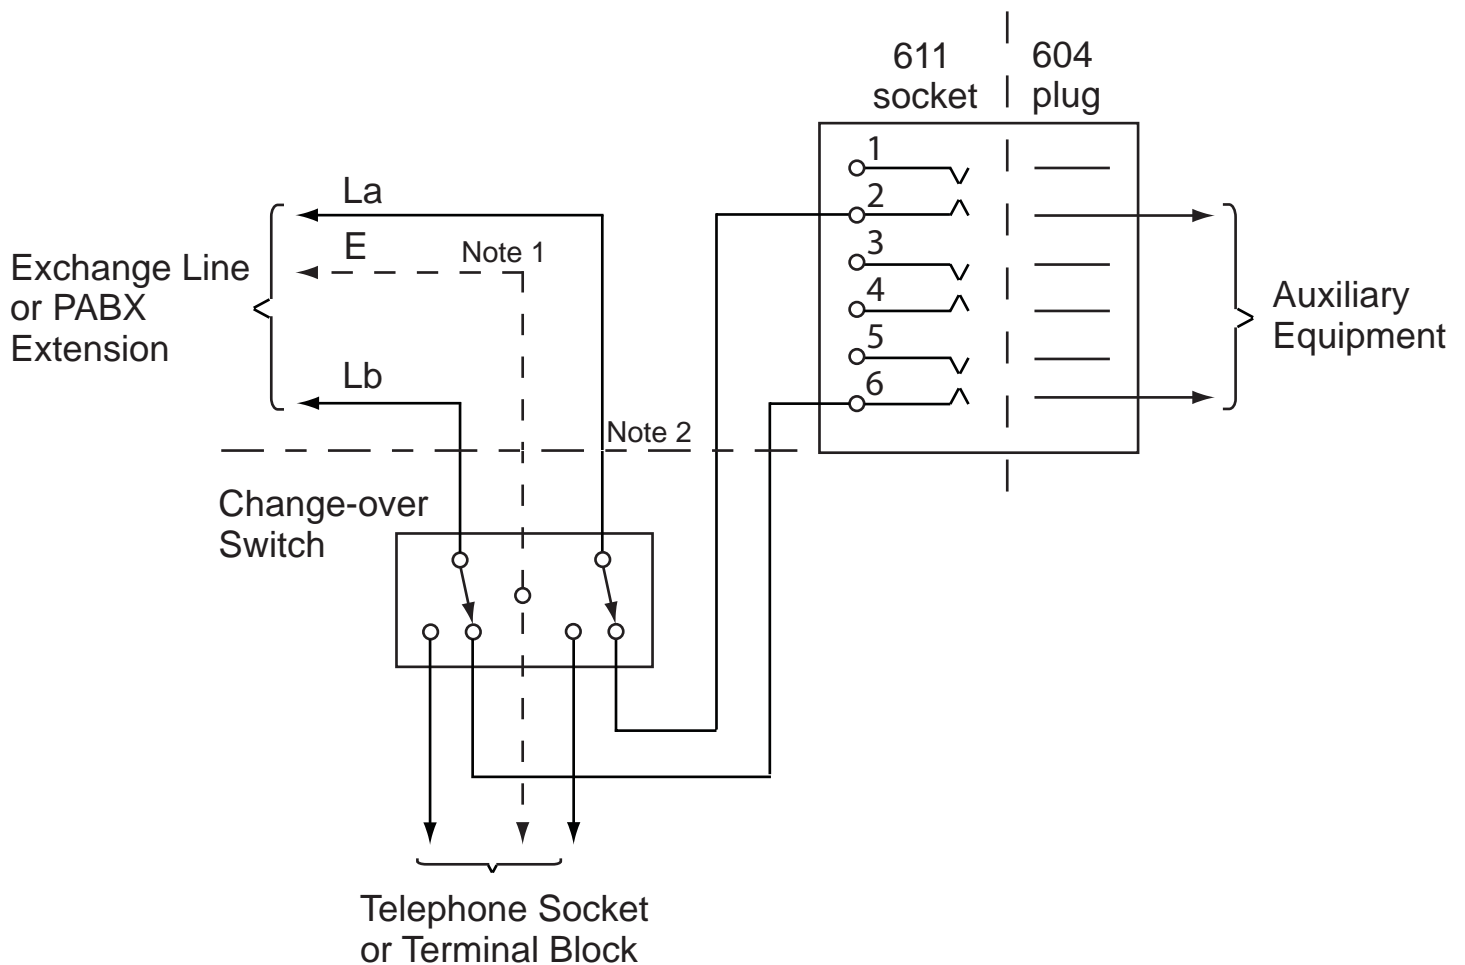 611
socket
604
plug
1
2
3
4
5
6
La
E
Note 1
Exchange Line
or PABX
Extension
Lb
Auxiliary
Equipment
Note 2
Change-over
Switch
Telephone Socket
or Terminal Block